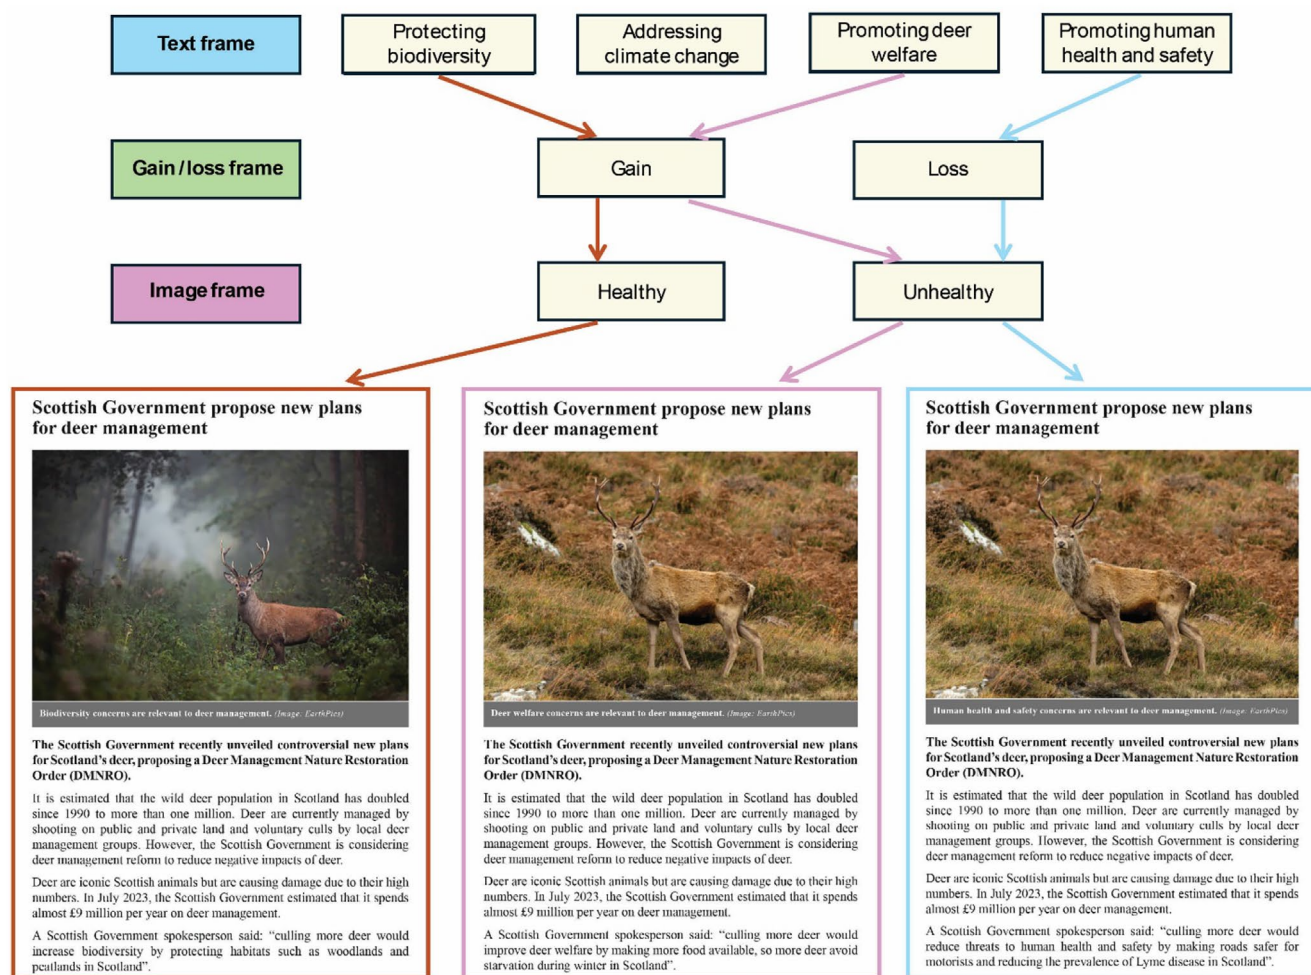 Text frame
Protecting
biodiversity
Addressing
climate change
Promoting deer
welfare
Promoting human
health and safety
Gain / loss frame
Gain
Loss
Image frame
Healthy
Unhealthy
Scottish Government propose new plans
for deer management
Biodiversity concerns are relevant to deer management. (Image: EarthPics)
The Scottish Government recently unveiled controversial new plans
for Scotland's deer, proposing a Deer Management Nature Restoration
Order (DMNRO).
It is estimated that the wild deer population in Scotland has doubled
since 1990 to more than one million. Deer are currently managed by
shooting on public and private land and voluntary culls by local deer
management groups. However, the Scottish Government is considering
deer management reform to reduce negative impacts of deer.
Deer are iconic Scottish animals but are causing damage due to their high
numbers. In July 2023, the Scottish Government estimated that it spends
almost £9 million per year on deer management.
A Scottish Government spokesperson said: “culling more deer would
increase biodiversity by protecting habitats such as woodlands and
peatlands in Scotland”.
Scottish Government propose new plans
for deer management
Deer welfare concerns are relevant to deer management. (Image: EarthPics)
The Scottish Government recently unveiled controversial new plans
for Scotland's deer, proposing a Deer Management Nature Restoration
Order (DMNRO).
It is estimated that the wild deer population in Scotland has doubled
since 1990 to more than one million. Deer are currently managed by
shooting on public and private land and voluntary culls by local deer
management groups. However, the Scottish Government is considering
deer management reform to reduce negative impacts of deer.
Deer are iconic Scottish animals but are causing damage due to their high
numbers. In July 2023, the Scottish Government estimated that it spends
almost £9 million per year on deer management.
A Scottish Government spokesperson said: “culling more deer would
improve deer welfare by making more food available, so more deer avoid
starvation during winter in Scotland”.
Scottish Government propose new plans
for deer management
Human health and safety concerns are relevant to deer management. (Image: EarthPics)
The Scottish Government recently unveiled controversial new plans
for Scotland's deer, proposing a Deer Management Nature Restoration
Order (DMNRO).
It is estimated that the wild deer population in Scotland has doubled
since 1990 to more than one million. Deer are currently managed by
shooting on public and private land and voluntary culls by local deer
management groups. However, the Scottish Government is considering
deer management reform to reduce negative impacts of deer.
Deer are iconic Scottish animals but are causing damage due to their high
numbers. In July 2023, the Scottish Government estimated that it spends
almost £9 million per year on deer management.
A Scottish Government spokesperson said: “culling more deer would
reduce threats to human health and safety by making roads safer for
motorists and reducing the prevalence of Lyme disease in Scotland”.